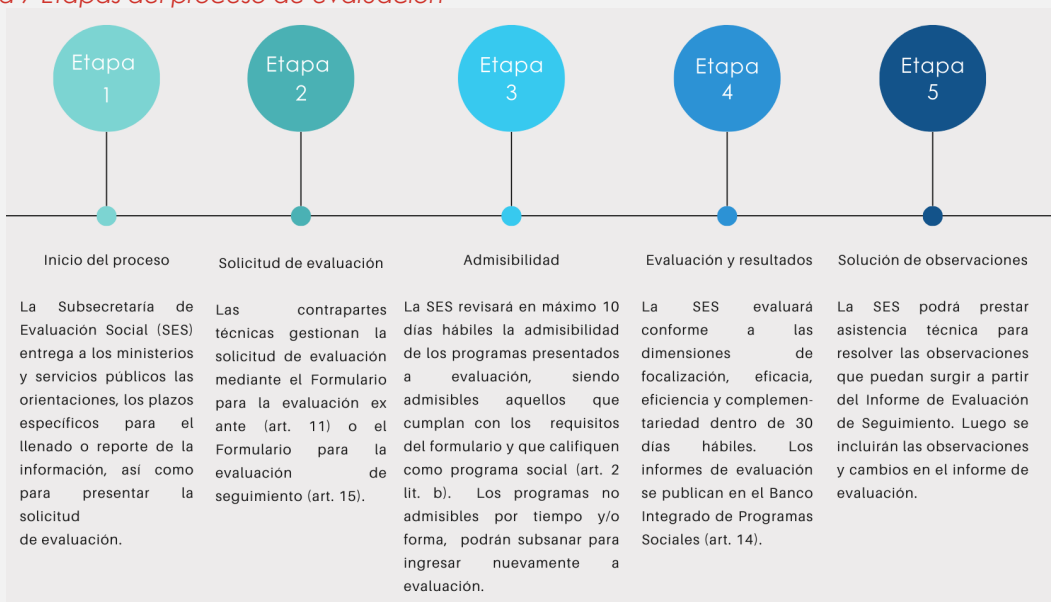 7 Etapas del proceso de evaluación
Etapa
1
Etapa
2
Etapa
3
Etapa
4
Etapa
5
Inicio del proceso
La Subsecretaría de
Evaluación Social (SES)
entrega a los ministerios
y servicios públicos las
orientaciones, los plazos
específicos para el
llenado o reporte de la
información, así como
para presentar la
solicitud
de evaluación.
Solicitud de evaluación
Las contrapartes
técnicas gestionan la
solicitud de evaluación
mediante el Formulario
para la evaluación ex
ante (art. 11) o el
Formulario para la
evaluación de
seguimiento (art. 15).
Admisibilidad
La SES revisará en máximo 10
días hábiles la admisibilidad
de los programas presentados
a evaluación, siendo
admisibles aquellos que
cumplan con los requisitos
del formulario y que califiquen
como programa social (art. 2
lit. b). Los programas no
admisibles por tiempo y/o
forma, podrán subsanar para
ingresar nuevamente a
evaluación.
Evaluación y resultados
La SES evaluará
conforme a las
dimensiones de
focalización, eficacia,
eficiencia y complemen-
tariedad dentro de 30
días hábiles. Los
informes de evaluación
se publican en el Banco
Integrado de Programas
Sociales (art. 14).
Solución de observaciones
La SES podrá prestar
asistencia técnica para
resolver las observaciones
que puedan surgir a partir
del Informe de Evaluación
de Seguimiento. Luego se
incluirán las observaciones
y cambios en el informe de
evaluación.